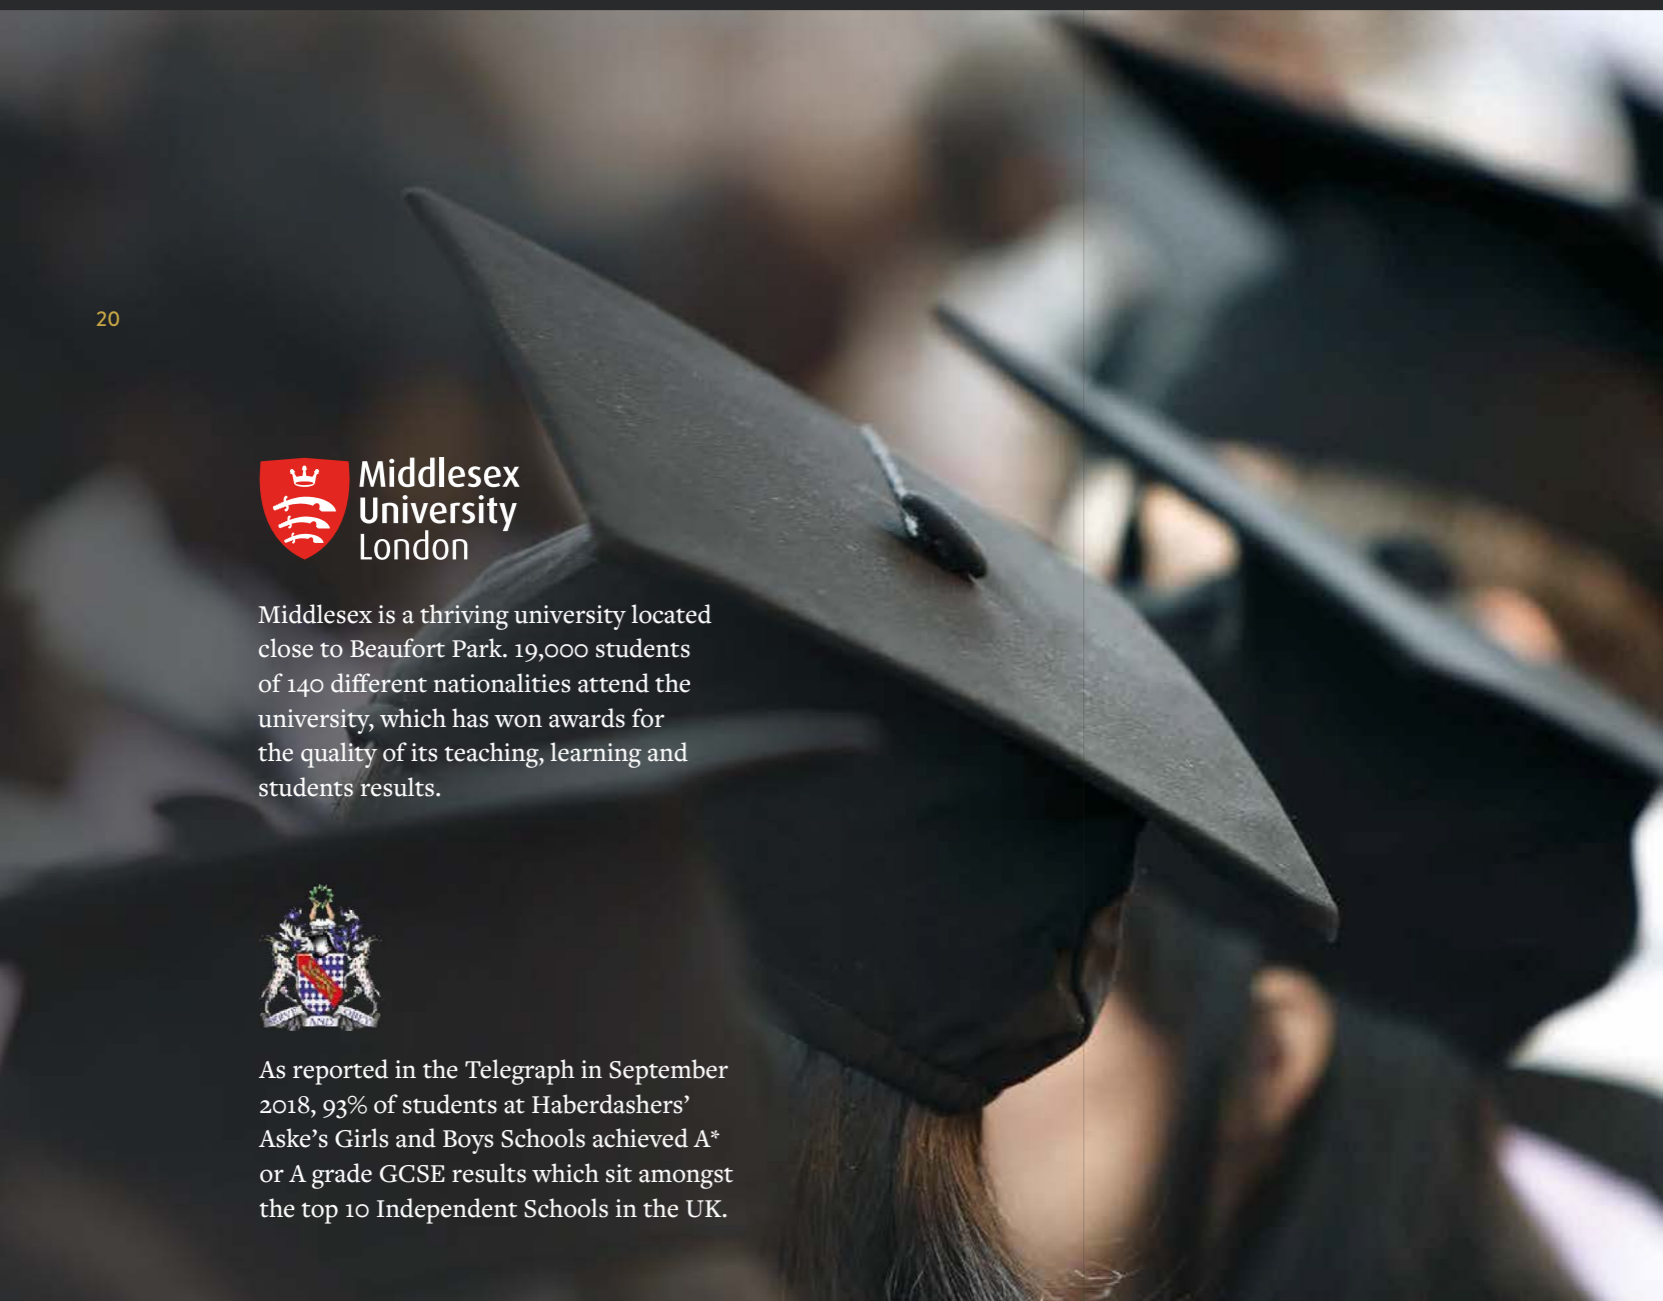 20
Middlesex
University
London
Middlesex is a thriving university located
close to Beaufort Park. 19,000 students
of 140 different nationalities attend the
university, which has won awards for
the quality of its teaching, learning and
students results.
SERVE AND OBEY
As reported in the Telegraph in September
2018, 93% of students at Haberdashers’
Aske’s Girls and Boys Schools achieved A*
or A grade GCSE results which sit amongst
the top 10 Independent Schools in the UK.